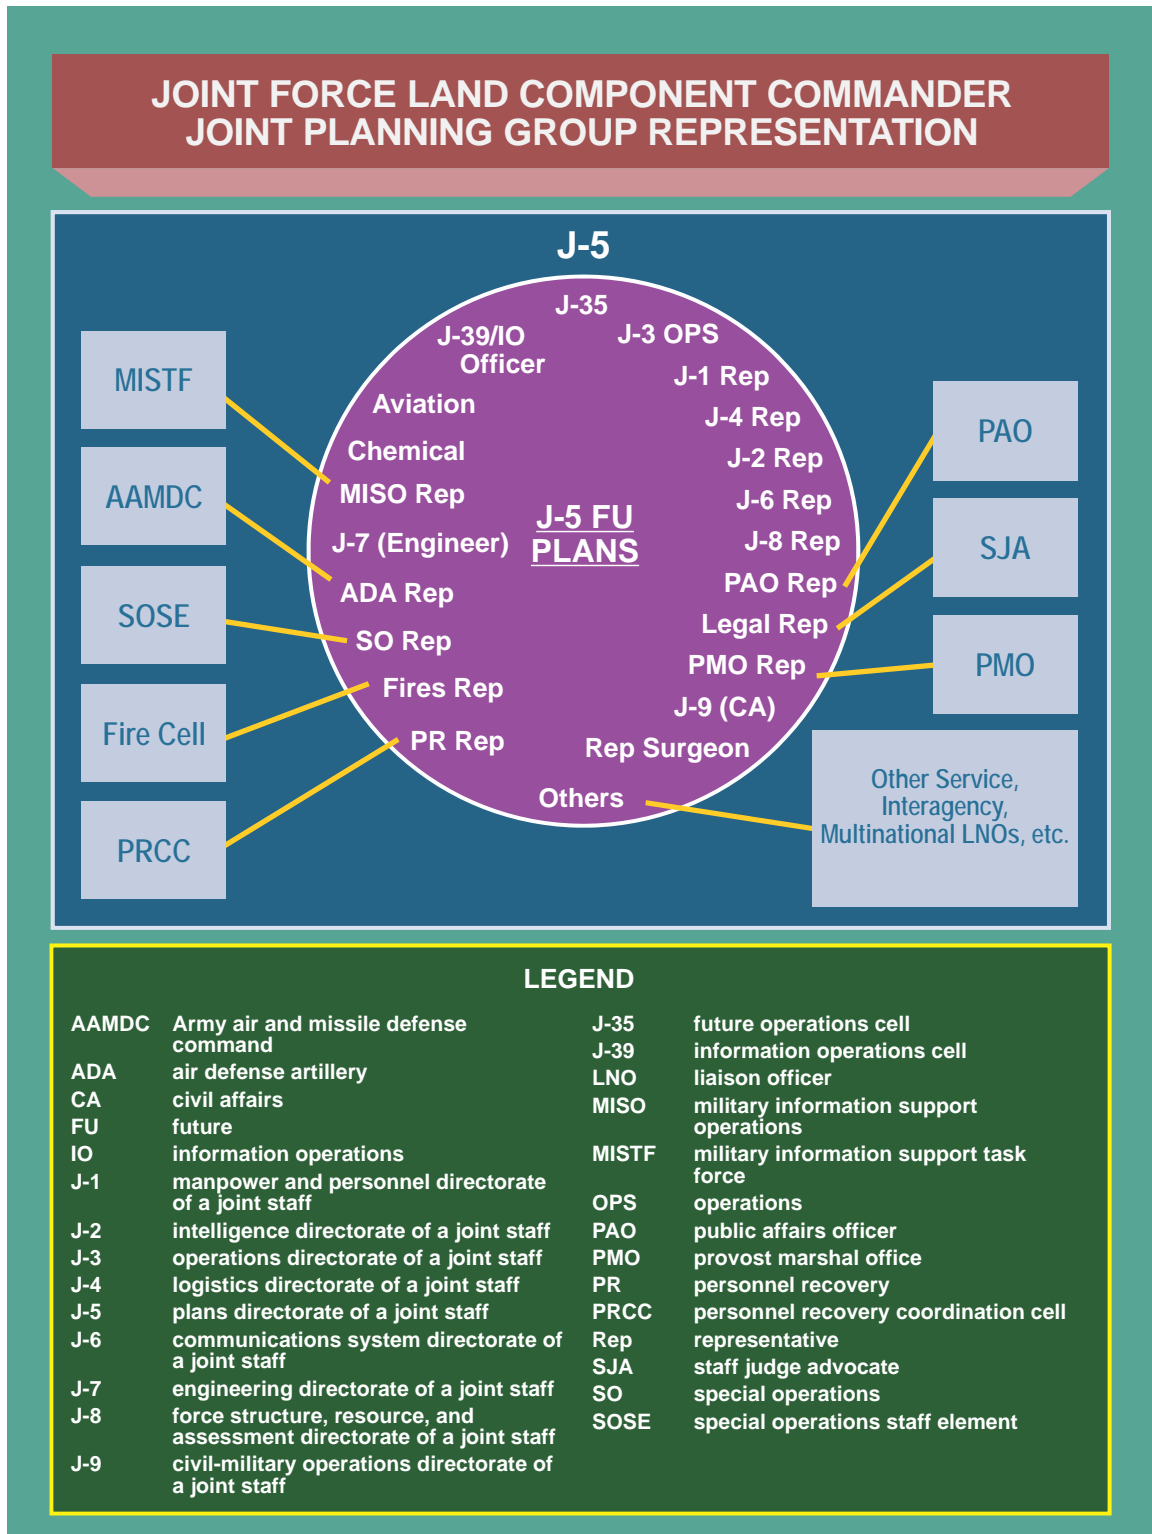 JOINT FORCE LAND COMPONENT COMMANDER
JOINT PLANNING GROUP REPRESENTATION
J-5
J-35
J-39/IO
Officer
J-3 OPS
J-1 Rep
Aviation
J-4 Rep
Chemical
J-2 Rep
MISO Rep
J-6 Rep
J-5 FU
PLANS
J-7 (Engineer)
J-8 Rep
ADA Rep
PAO Rep
Legal Rep
SO Rep
PMO Rep
Fires Rep
J-9 (CA)
PR Rep
Rep Surgeon
Others
MISTF
AAMDC
SOSE
Fire Cell
PRCC
PAO
SJA
PMO
Other Service,
Interagency,
Multinational LNOs, etc.
LEGEND
AAMDC Army air and missile defense
command
ADA air defense artillery
CA civil affairs
FU future
IO information operations
J-1 manpower and personnel directorate
of a joint staff
J-2 intelligence directorate of a joint staff
J-3 operations directorate of a joint staff
J-4 logistics directorate of a joint staff
J-5 plans directorate of a joint staff
J-6 communications system directorate of
a joint staff
J-7 engineering directorate of a joint staff
J-8 force structure, resource, and
assessment directorate of a joint staff
J-9 civil-military operations directorate of
a joint staff
J-35 future operations cell
J-39 information operations cell
LNO liaison officer
MISO military information support
operations
MISTF military information support task
force
OPS operations
PAO public affairs officer
PMO provost marshal office
PR personnel recovery
PRCC personnel recovery coordination cell
Rep representative
SJA staff judge advocate
SO special operations
SOSE special operations staff element